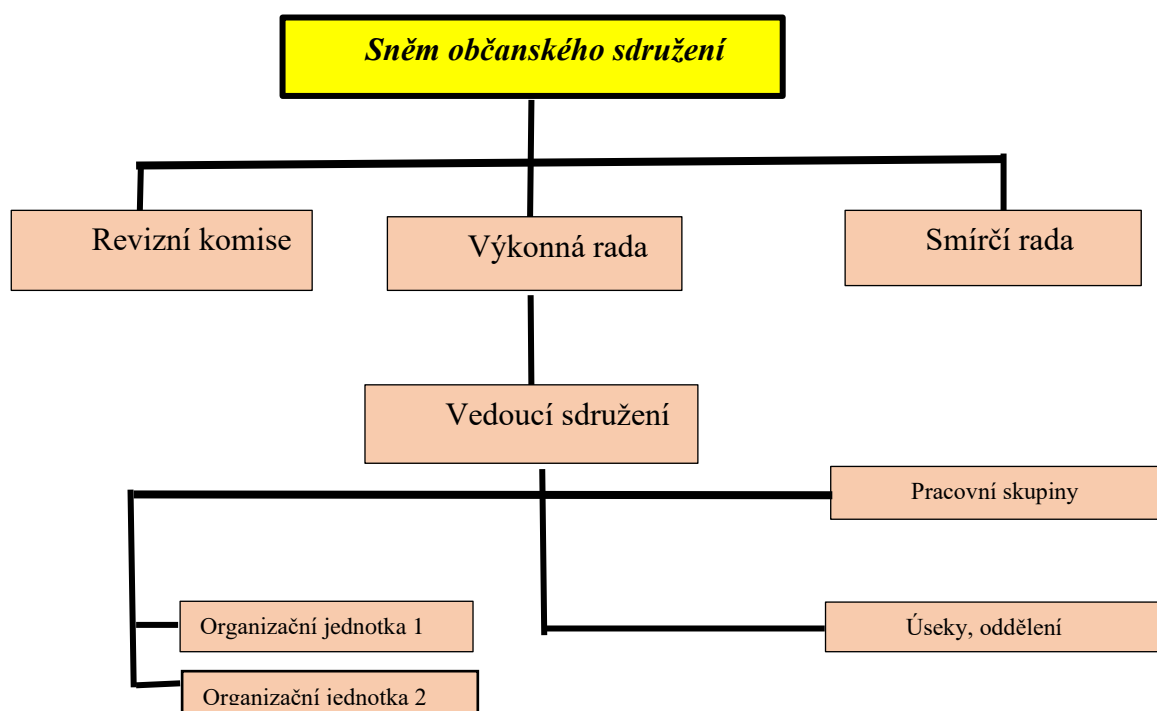 Sněm občanského sdružení
Revizní komise
Výkonná rada
Smírčí rada
Vedoucí sdružení
Pracovní skupiny
Organizační jednotka 1
Úseky, oddělení
Organizační jednotka 2